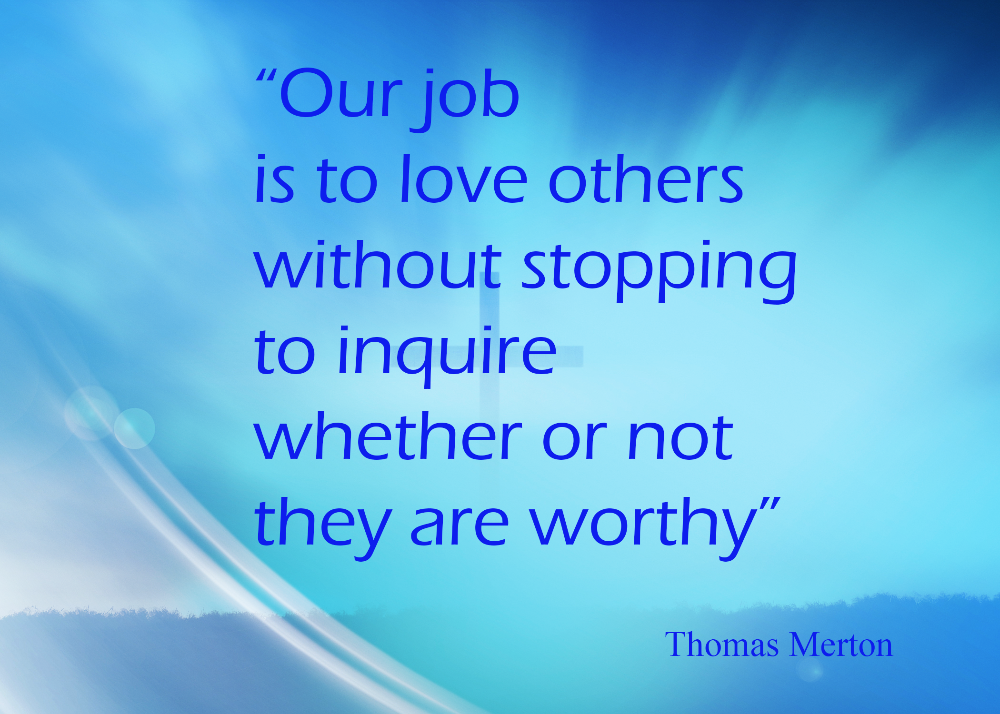 “Our job
is to love others
without stopping
to inquire
whether or not
they are worthy”
Thomas Merton